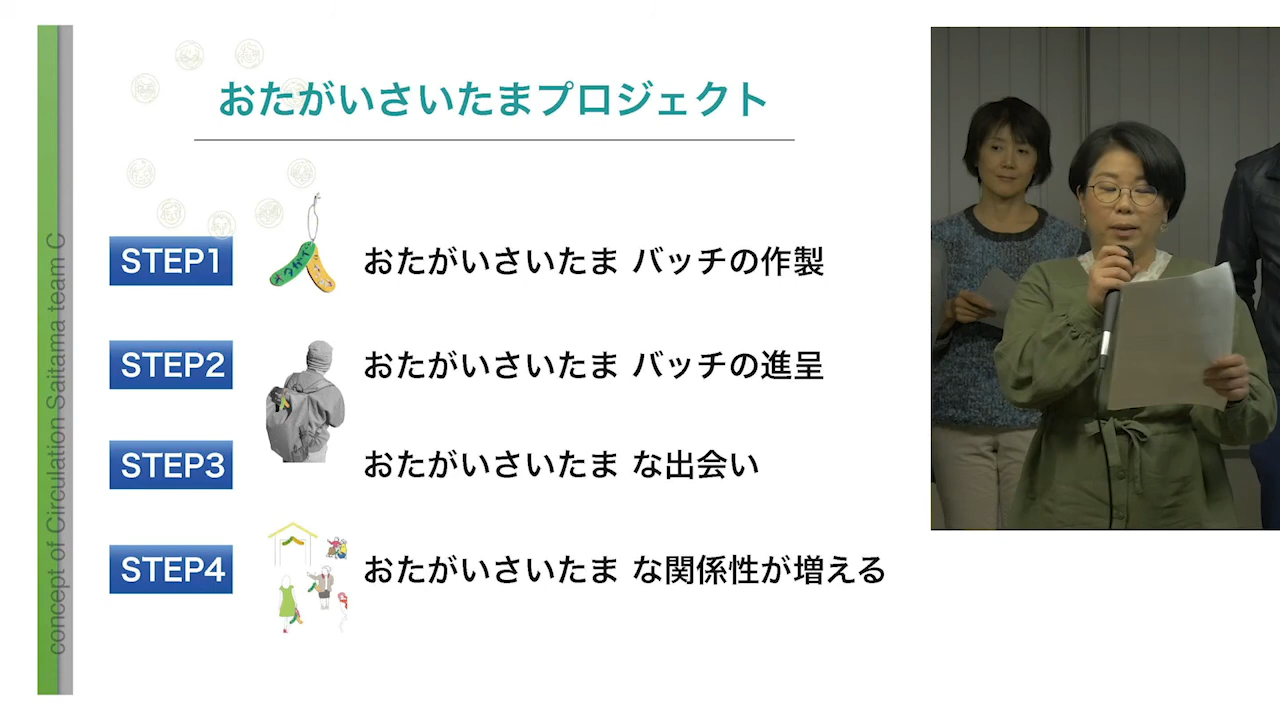 おたがいさいたまプロジェクト
STEP1
おたがいさいたま バッチの作製
STEP2
おたがいさいたま バッチの進呈
STEP3
おたがいさいたま な出会い
STEP4
おたがいさいたま な関係性が増える
concept of Circulation Saitama team C